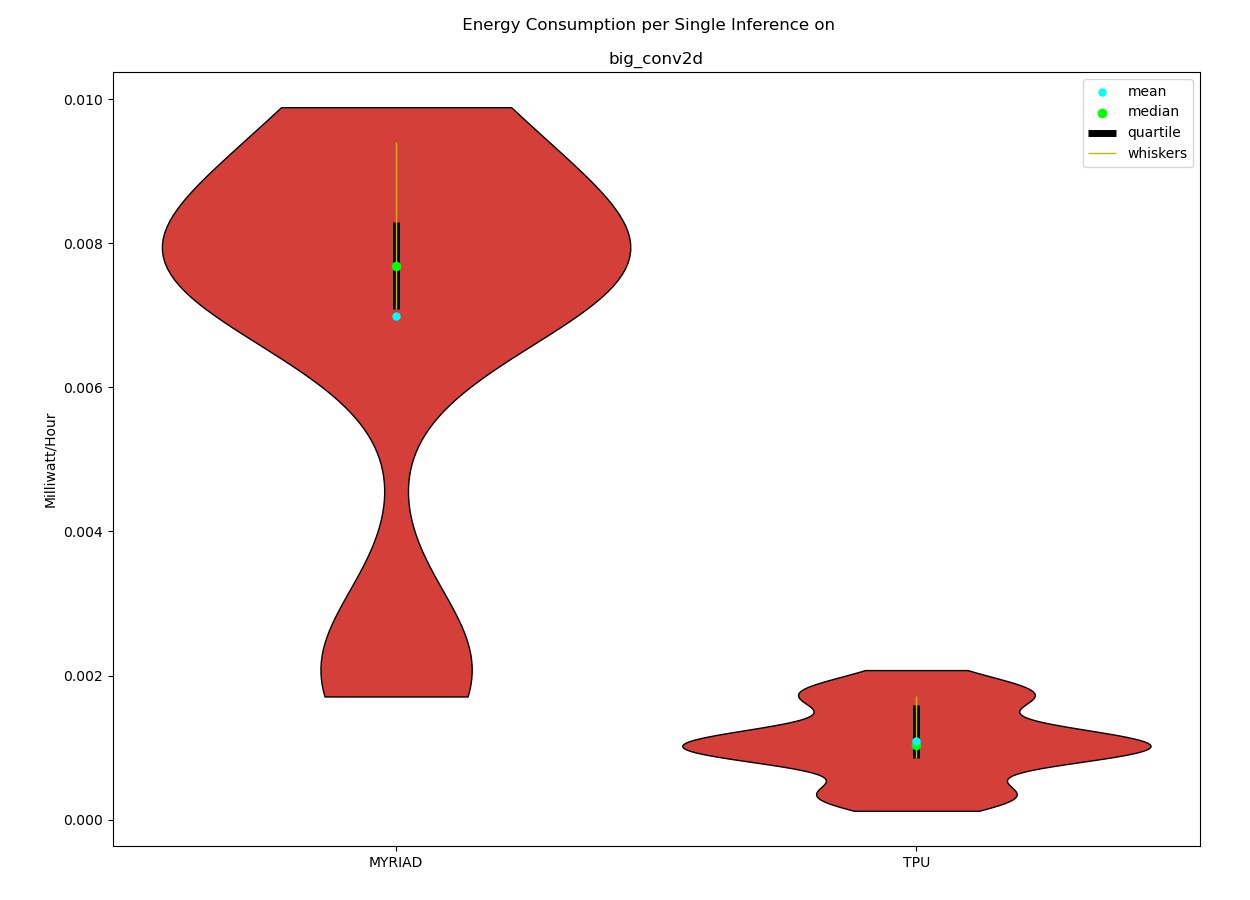 Energy Consumption per Single Inference on
big_conv2d
mean
median
quartile
whiskers
0.010
0.008
0.006
0.004
0.002
0.000
Milliwatt/Hour
MYRIAD
TPU